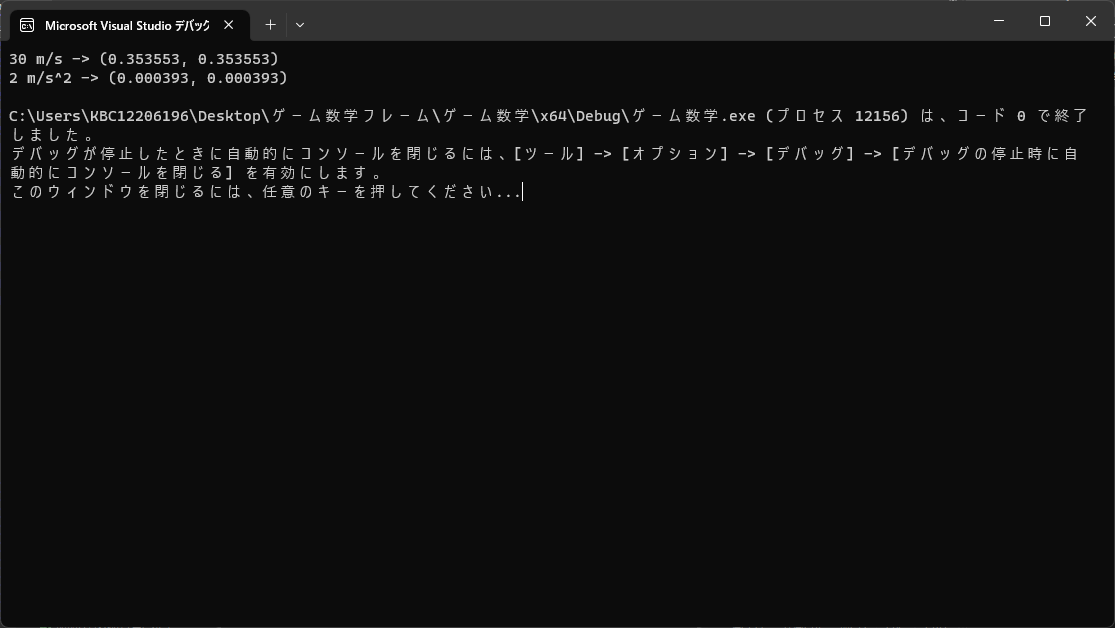 Microsoft Visual Studio デバック
30 m/s -> (0.353553, 0.353553)
2 m/s^2 -> (0.000393, 0.000393)
C:\Users\KBC12206196\Desktop\ゲーム数学フレーム\ゲーム数学\x64\Debug\ゲーム数学.exe (プロセス 12156) は、コード 0 で終了
しました。
デバッグが停止したときに自動的にコンソールを閉じるには、[ツール] -> [オプション] -> [デバッグ] -> [デバッグの停止時に自
動的にコンソールを閉じる] を有効にします。
このウィンドウを閉じるには、任意のキーを押してください...